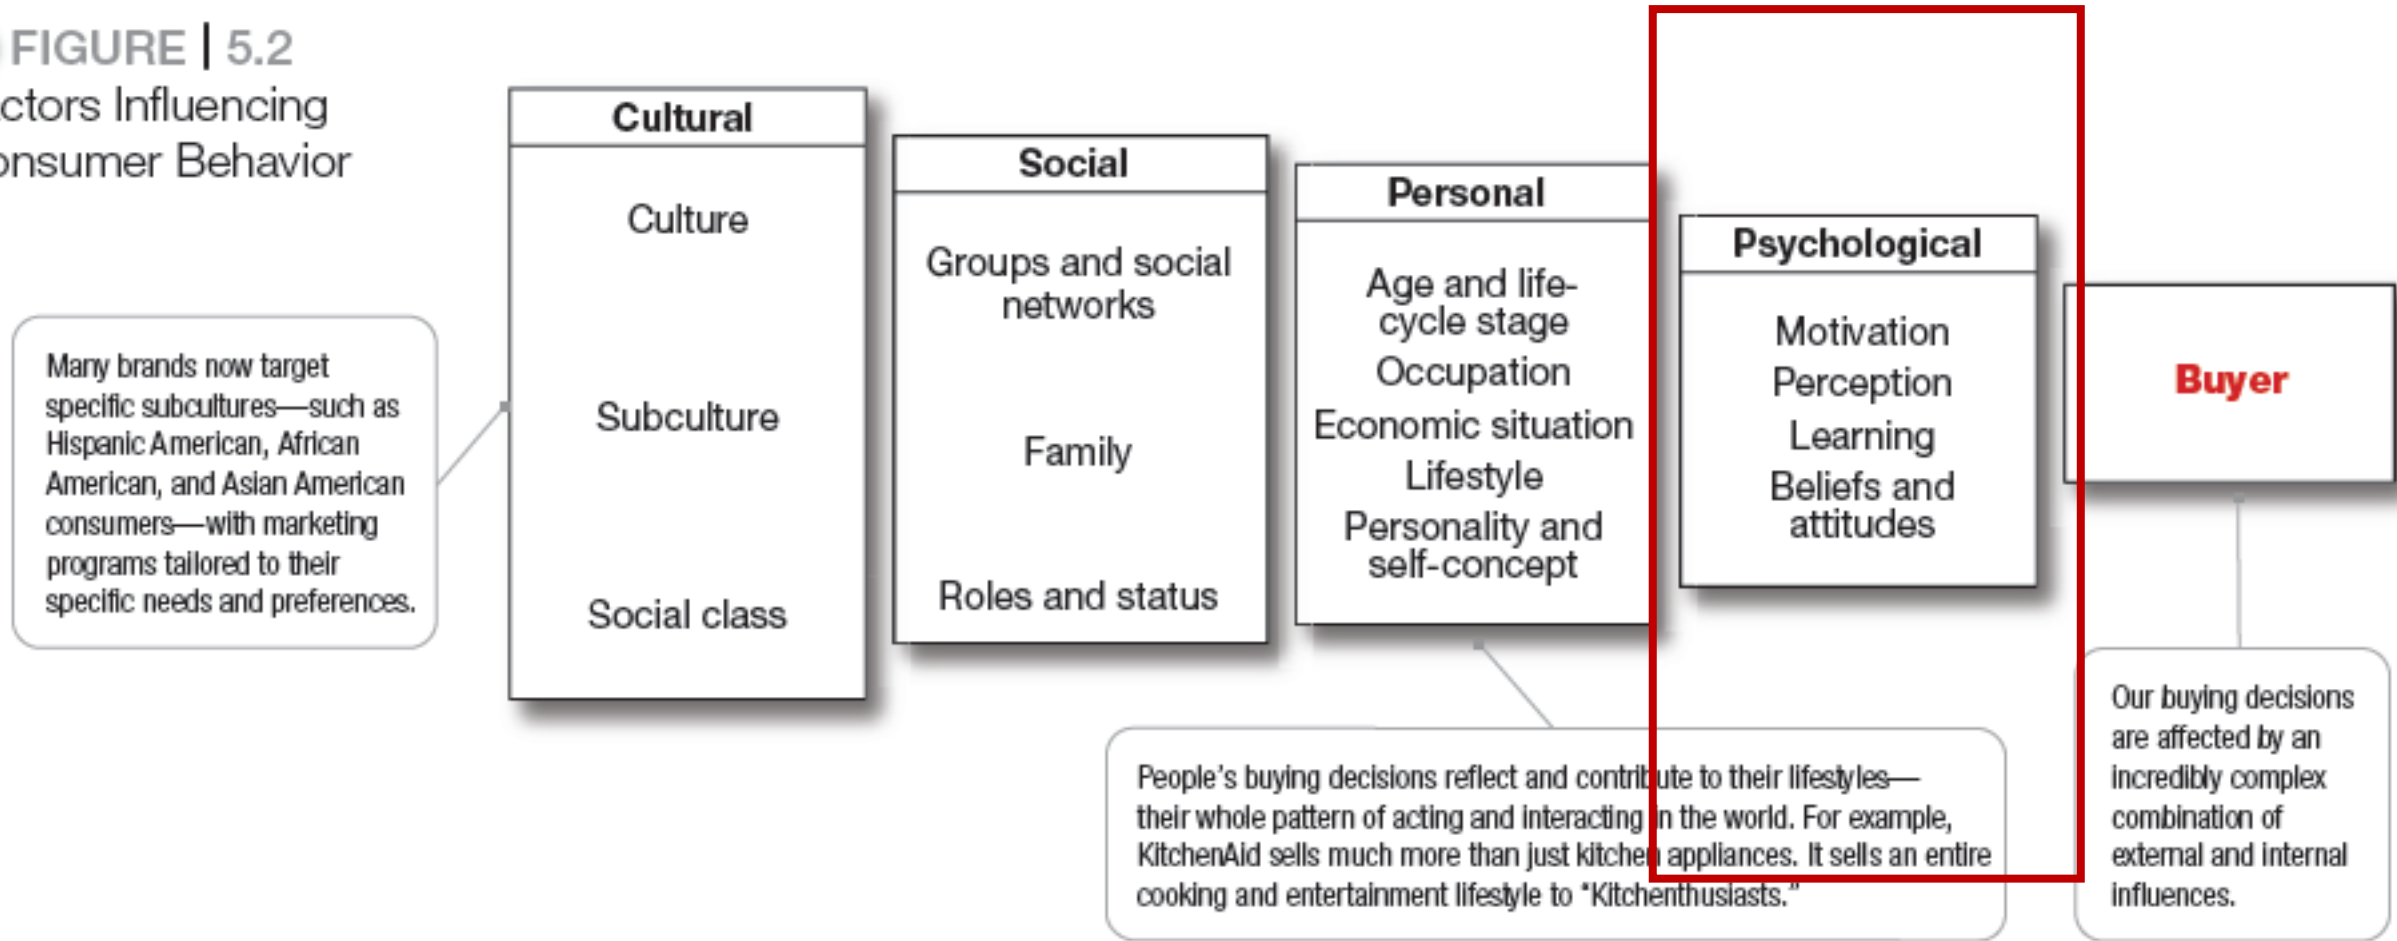 FIGURE | 5.2
ctors Influencing
onsumer Behavior
Many brands now target
specific subcultures—such as
Hispanic American, African
American, and Asian American
consumers—with marketing
programs tailored to their
specific needs and preferences.
Cultural
Culture
Subculture
Social class
Social
Groups and social
networks
Family
Roles and status
Personal
Age and life-
cycle stage
Occupation
Economic situation
Lifestyle
Personality and
self-concept
People's buying decisions reflect and contribute to their lifestyles—
their whole pattern of acting and interacting in the world. For example,
KitchenAid sells much more than just kitchen appliances. It sells an entire
cooking and entertainment lifestyle to “Kitchenthusiasts.”
Psychological
Motivation
Perception
Learning
Beliefs and
attitudes
Buyer
Our buying decisions
are affected by an
incredibly complex
combination of
external and internal
influences.